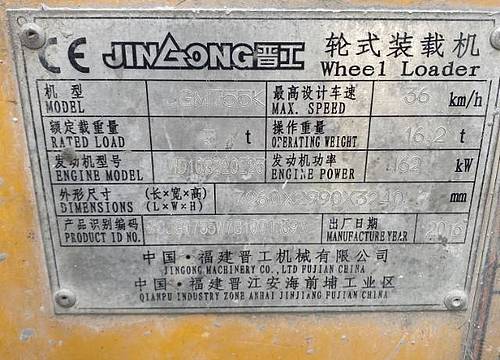 CE JINGONG晋工 轮式装载机
Wheel Loader
机 型 最高设计车速
MODEL MAX. SPEED 36 km/h
额定载重量 操作重量
RATED LOAD t OPERATING WEIGHT 16.2 t
发动机型号 发动机功率
ENGINE MODEL ENGINE POWER 162 kW
外形尺寸 (长×宽×高)
DIMENSIONS (L×W×H) mm
产品识别编码 出厂日期
PRODUCT ID NO. MANUFACTURE YEAR
中国·福建晋工机械有限公司
JINGONG MACHINERY CO., LTD FUJIAN CHINA
中国·福建晋江安海前埔工业区
QIANPU INDUSTRY ZONE ANHAI JINJIANG FUJIAN CHINA